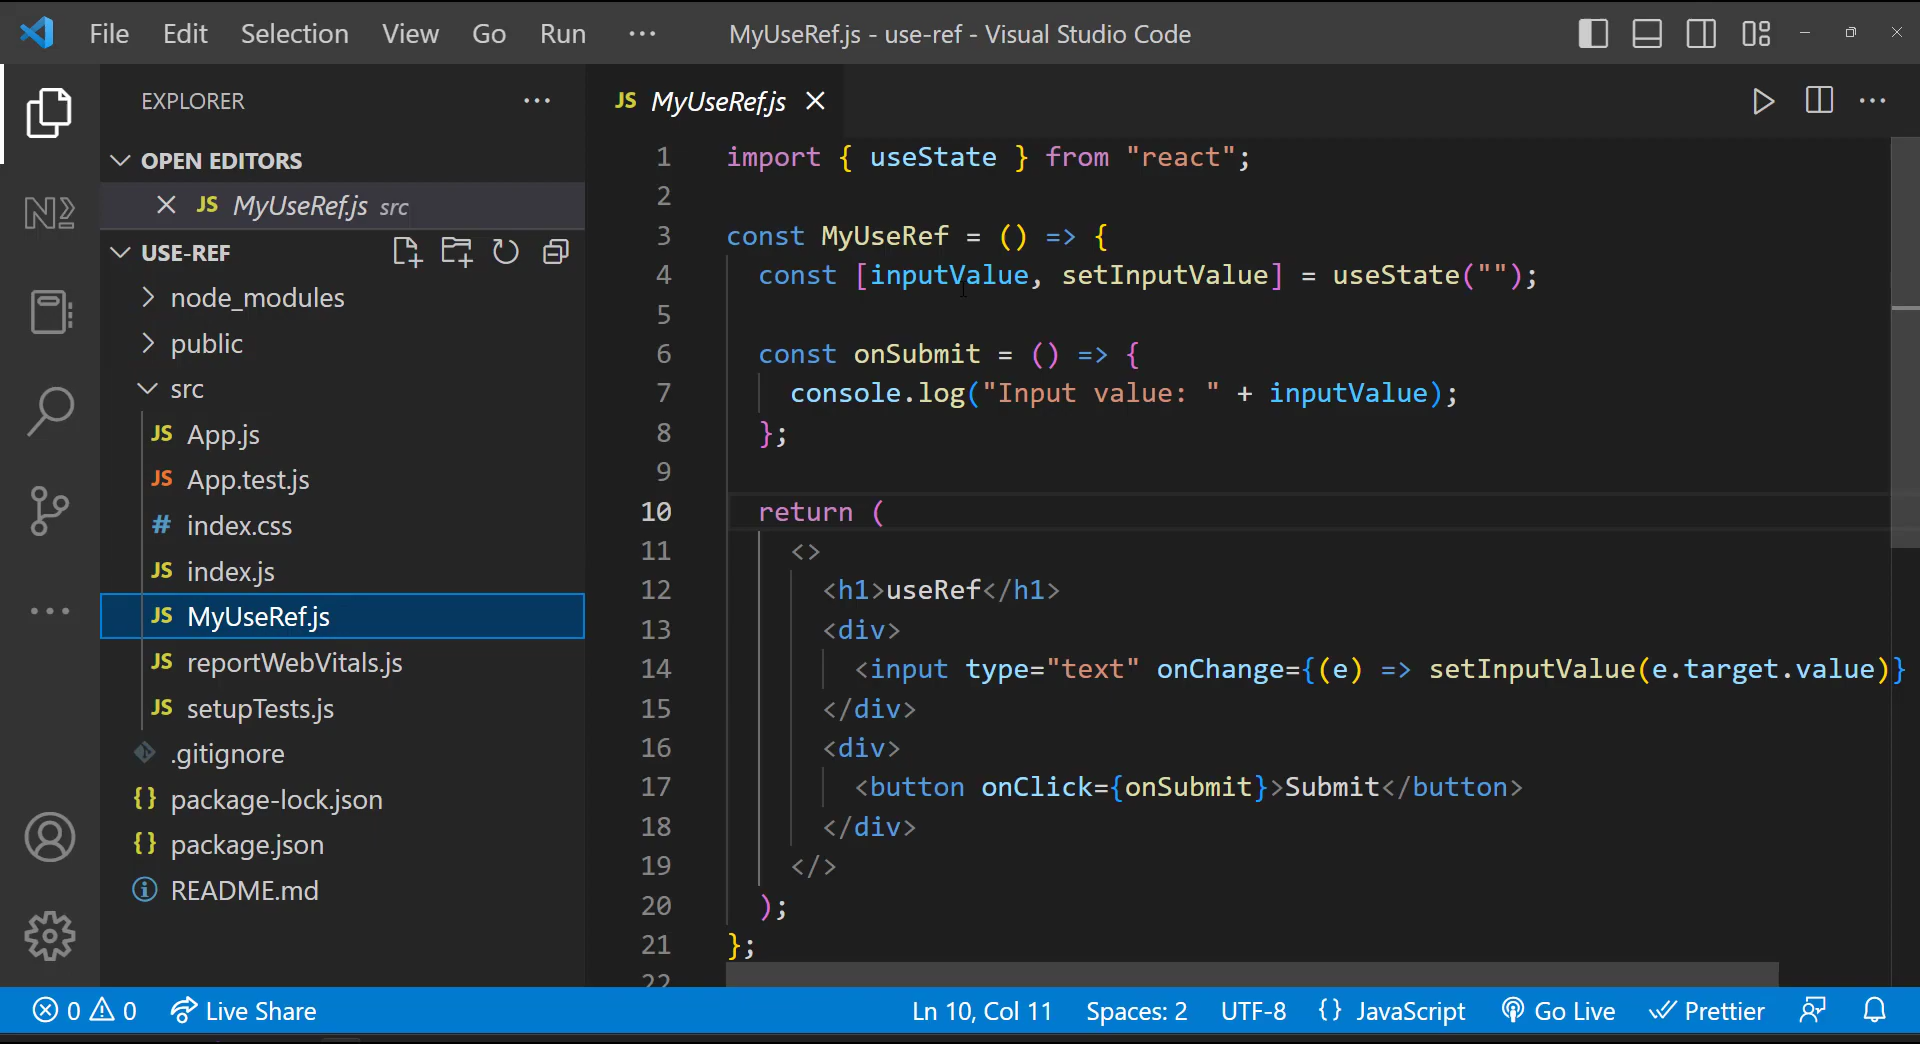 File Edit Selection View Go Run ··· MyUseRef.js - use-ref - Visual Studio Code
EXPLORER ···
OPEN EDITORS
JS MyUseRef.js src
USE-REF
node_modules
public
src
JS App.js
JS App.test.js
# index.css
JS index.js
JS MyUseRef.js
JS reportWebVitals.js
JS setupTests.js
.gitignore
{} package-lock.json
{} package.json
README.md
JS MyUseRef.js
1 import { useState } from "react";
2
3 const MyUseRef = () => {
4 const [inputValue, setInputValue] = useState("");
5
6 const onSubmit = () => {
7 console.log("Input value: " + inputValue);
8 };
9
10 return (
11 <>
12 <h1>useRef</h1>
13 <div>
14 <input type="text" onChange={(e) => setInputValue(e.target.value)}
15 </div>
16 <div>
17 <button onClick={onSubmit}>Submit</button>
18 </div>
19 </>
20 );
21 };
22
0 0 Live Share Ln 10, Col 11 Spaces: 2 UTF-8 {} JavaScript Go Live Prettier